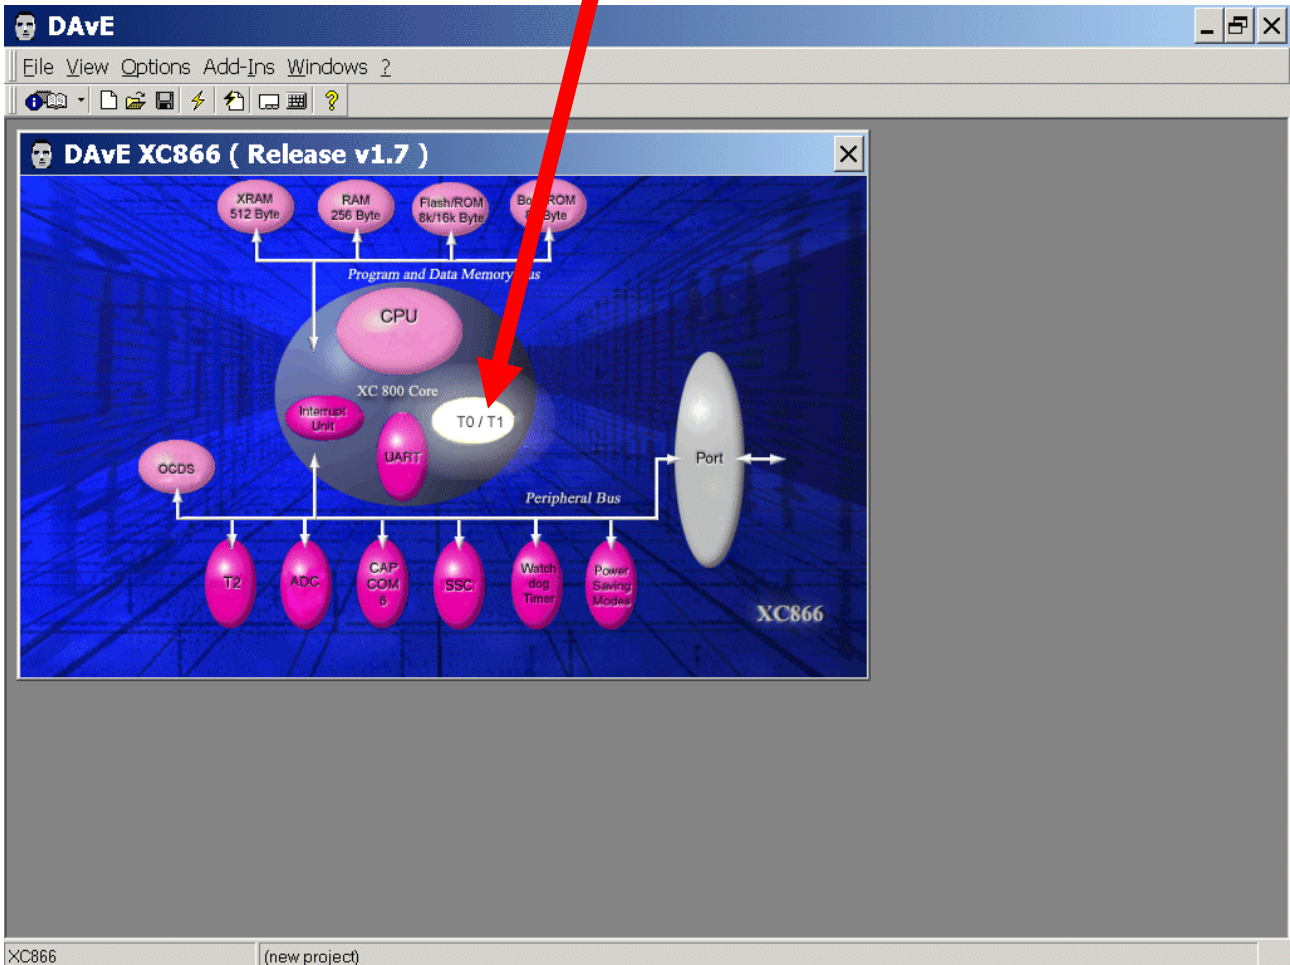 DAvE
File View Options Add-Ins Windows ?
DAvE XC866 ( Release v1.7 )
XRAM
512 Byte
RAM
256 Byte
Flash/ROM
8k/16k Byte
ROM
Byte
Program and Data Memory
CPU
XC 800 Core
Interrupt
Unit
T0 / T1
UART
OCDS
Port
Peripheral Bus
T2
ADC
CAP
COM
6
SSC
Watch
dog
Timer
Power
Saving
Modes
XC866
XC866
(new project)